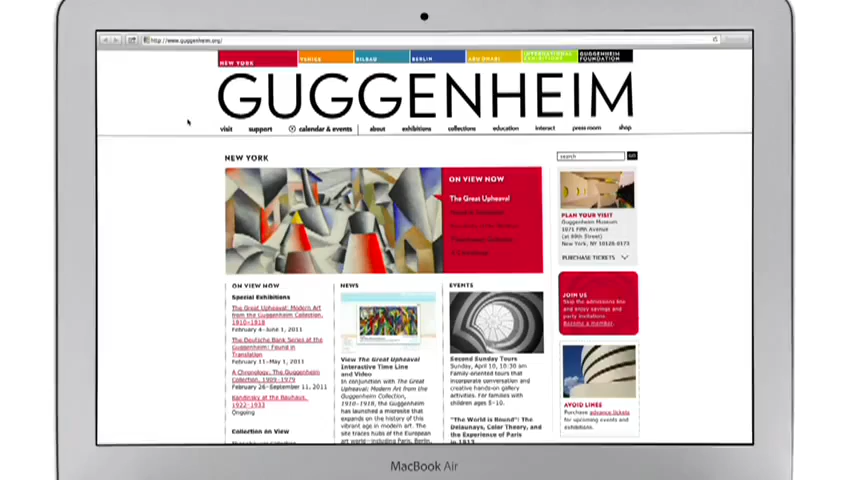 http://www.guggenheim.org/
NEW YORK
VENICE
BILBAO
BERLIN
ABU DHABI
INTERNATIONAL EXHIBITIONS
GUGGENHEIM FOUNDATION
GUGGENHEIM
visit support calendar & events about exhibitions collections education interact press room shop
NEW YORK
search
ON VIEW NOW
The Great Upheaval
PLAN YOUR VISIT
Guggenheim Museum
1071 Fifth Avenue
(at 89th Street)
New York, NY 10128-0173
PURCHASE TICKETS
JOIN US
Skip the admissions line
and enjoy savings and
party invitations.
Become a member.
AVOID LINES
Purchase advance tickets
for upcoming events and
exhibitions.
ON VIEW NOW
Special Exhibitions
The Great Upheaval: Modern Art
from the Guggenheim Collection,
1910–1918
February 4–June 1, 2011
The Deutsche Bank Series at the
Guggenheim: Found in
Translation
February 11–May 1, 2011
A Chronology: The Guggenheim
Collection, 1909–1979
February 26–September 11, 2011
Kandinsky at the Bauhaus,
1922–1933
Ongoing
Collection on View
NEWS
View The Great Upheaval
Interactive Time Line
and Video
In conjunction with The Great
Upheaval: Modern Art from the
Guggenheim Collection,
1910–1918, the Guggenheim
has launched a microsite that
expands on the history of this
vibrant age in modern art. The
site traces hubs of the European
art world—including Paris, Berlin,
EVENTS
Second Sunday Tours
Sunday, April 10, 10:30 am
Family-oriented tours that
incorporate conversation and
creative hands-on gallery
activities. For families with
children ages 5–10.
"The World is Bound": The
Delaunays, Color Theory, and
the Experience of Paris
in 1913
MacBook Air